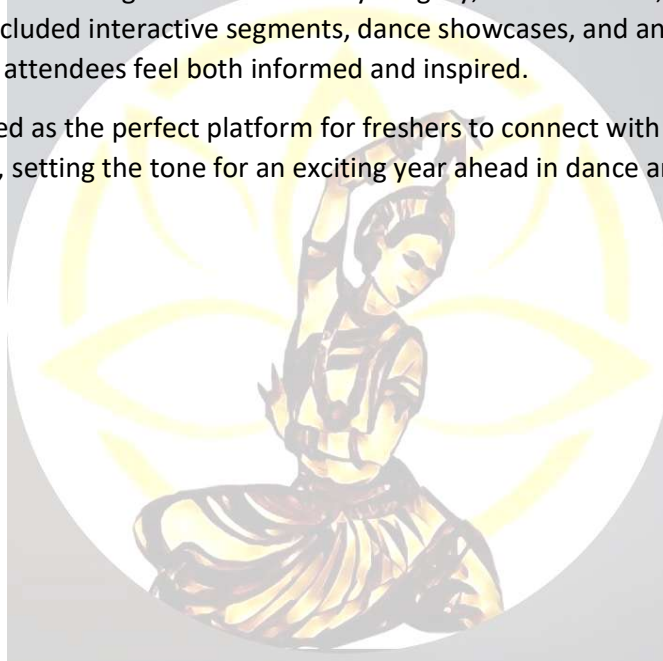 cluded interactive segments, dance showcases, and an
attendees feel both informed and inspired.
ed as the perfect platform for freshers to connect with
, setting the tone for an exciting year ahead in dance ar